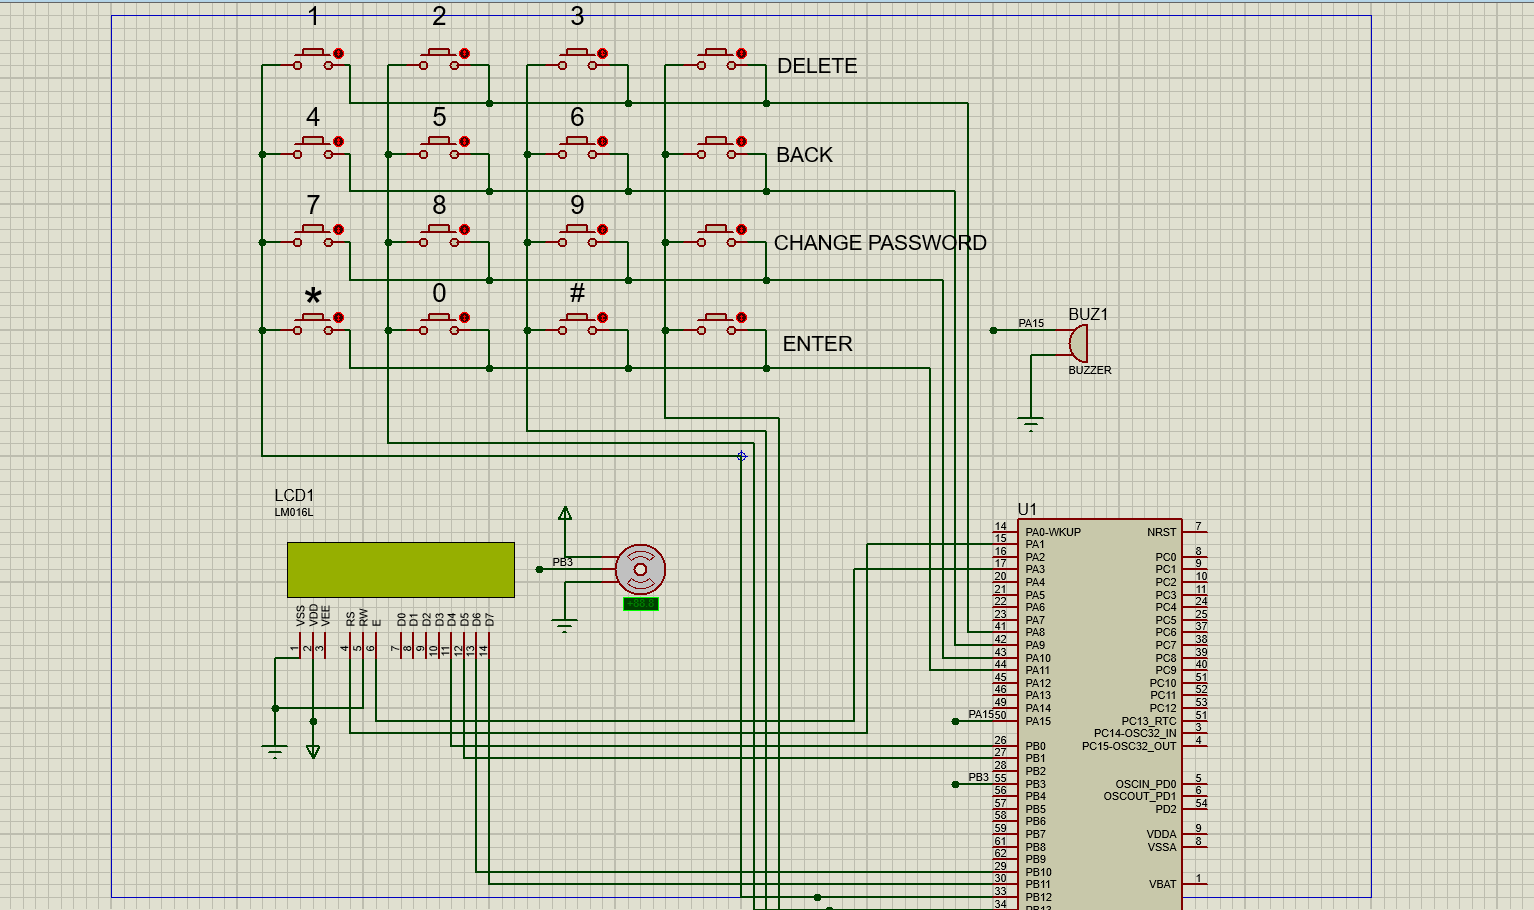 1 2 3
DELETE
4 5 6
BACK
7 8 9
CHANGE PASSWORD
* 0 #
ENTER
BUZ1
PA15
BUZZER
LCD1
LM016L
VSS VDD VEE RS RW E D0 D1 D2 D3 D4 D5 D6 D7
1 2 3 4 5 6 7 8 9 10 11 12 13 14
PB3
U1
14 PA0-WKUP NRST 7
15 PA1
16 PA2 PC0 8
17 PA3 PC1 9
20 PA4 PC2 10
21 PA5 PC3 11
22 PA6 PC4 24
23 PA7 PC5 25
41 PA8 PC6 37
42 PA9 PC7 38
43 PA10 PC8 39
44 PA11 PC9 40
45 PA12 PC10 51
46 PA13 PC11 52
49 PA14 PC12 53
PA15 50 PA15 PC13_RTC 51
PC14-OSC32_IN 3
26 PB0 PC15-OSC32_OUT 4
27 PB1
28 PB2
PB3 55 PB3 OSCIN_PD0 5
56 PB4 OSCOUT_PD1 6
57 PB5 PD2 54
58 PB6
59 PB7 VDDA 9
61 PB8 VSSA 8
62 PB9
29 PB10
30 PB11 VBAT 1
33 PB12
34 PB13